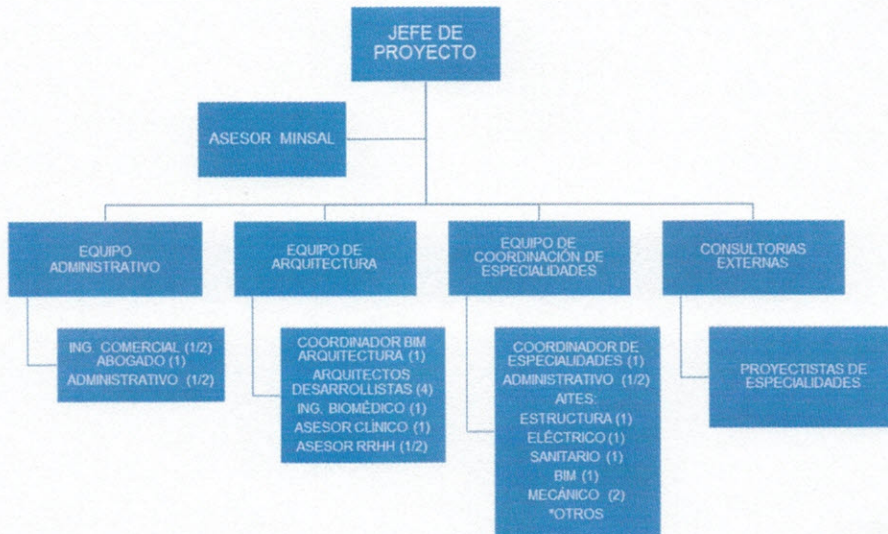 JEFE DE
PROYECTO
ASESOR MINSAL
EQUIPO
ADMINISTRATIVO
EQUIPO DE
ARQUITECTURA
EQUIPO DE
COORDINACIÓN DE
ESPECIALIDADES
CONSULTORIAS
EXTERNAS
ING. COMERCIAL (1/2)
ABOGADO (1)
ADMINISTRATIVO (1/2)
COORDINADOR BIM
ARQUITECTURA (1)
ARQUITECTOS
DESARROLLISTAS (4)
ING. BIOMÉDICO (1)
ASESOR CLÍNICO (1)
ASESOR RRHH (1/2)
COORDINADOR DE
ESPECIALIDADES (1)
ADMINISTRATIVO (1/2)
AITES:
ESTRUCTURA (1)
ELÉCTRICO (1)
SANITARIO (1)
BIM (1)
MECÁNICO (2)
*OTROS
PROYECTISTAS DE
ESPECIALIDADES